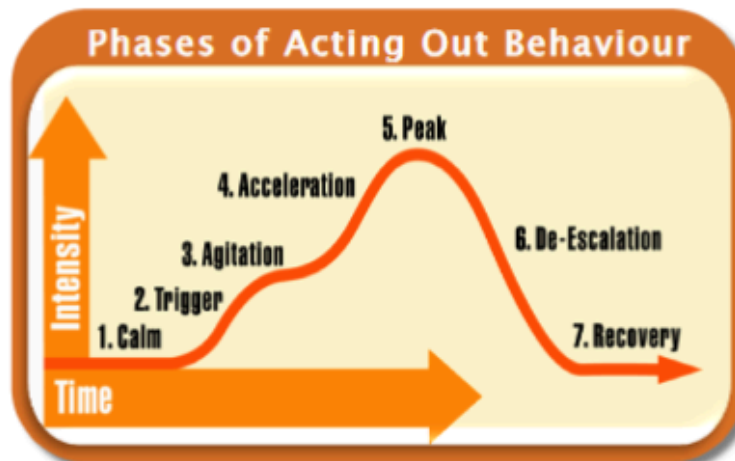 Phases of Acting Out Behaviour
Intensity
1. Calm
2. Trigger
3. Agitation
4. Acceleration
5. Peak
6. De-Escalation
7. Recovery
Time